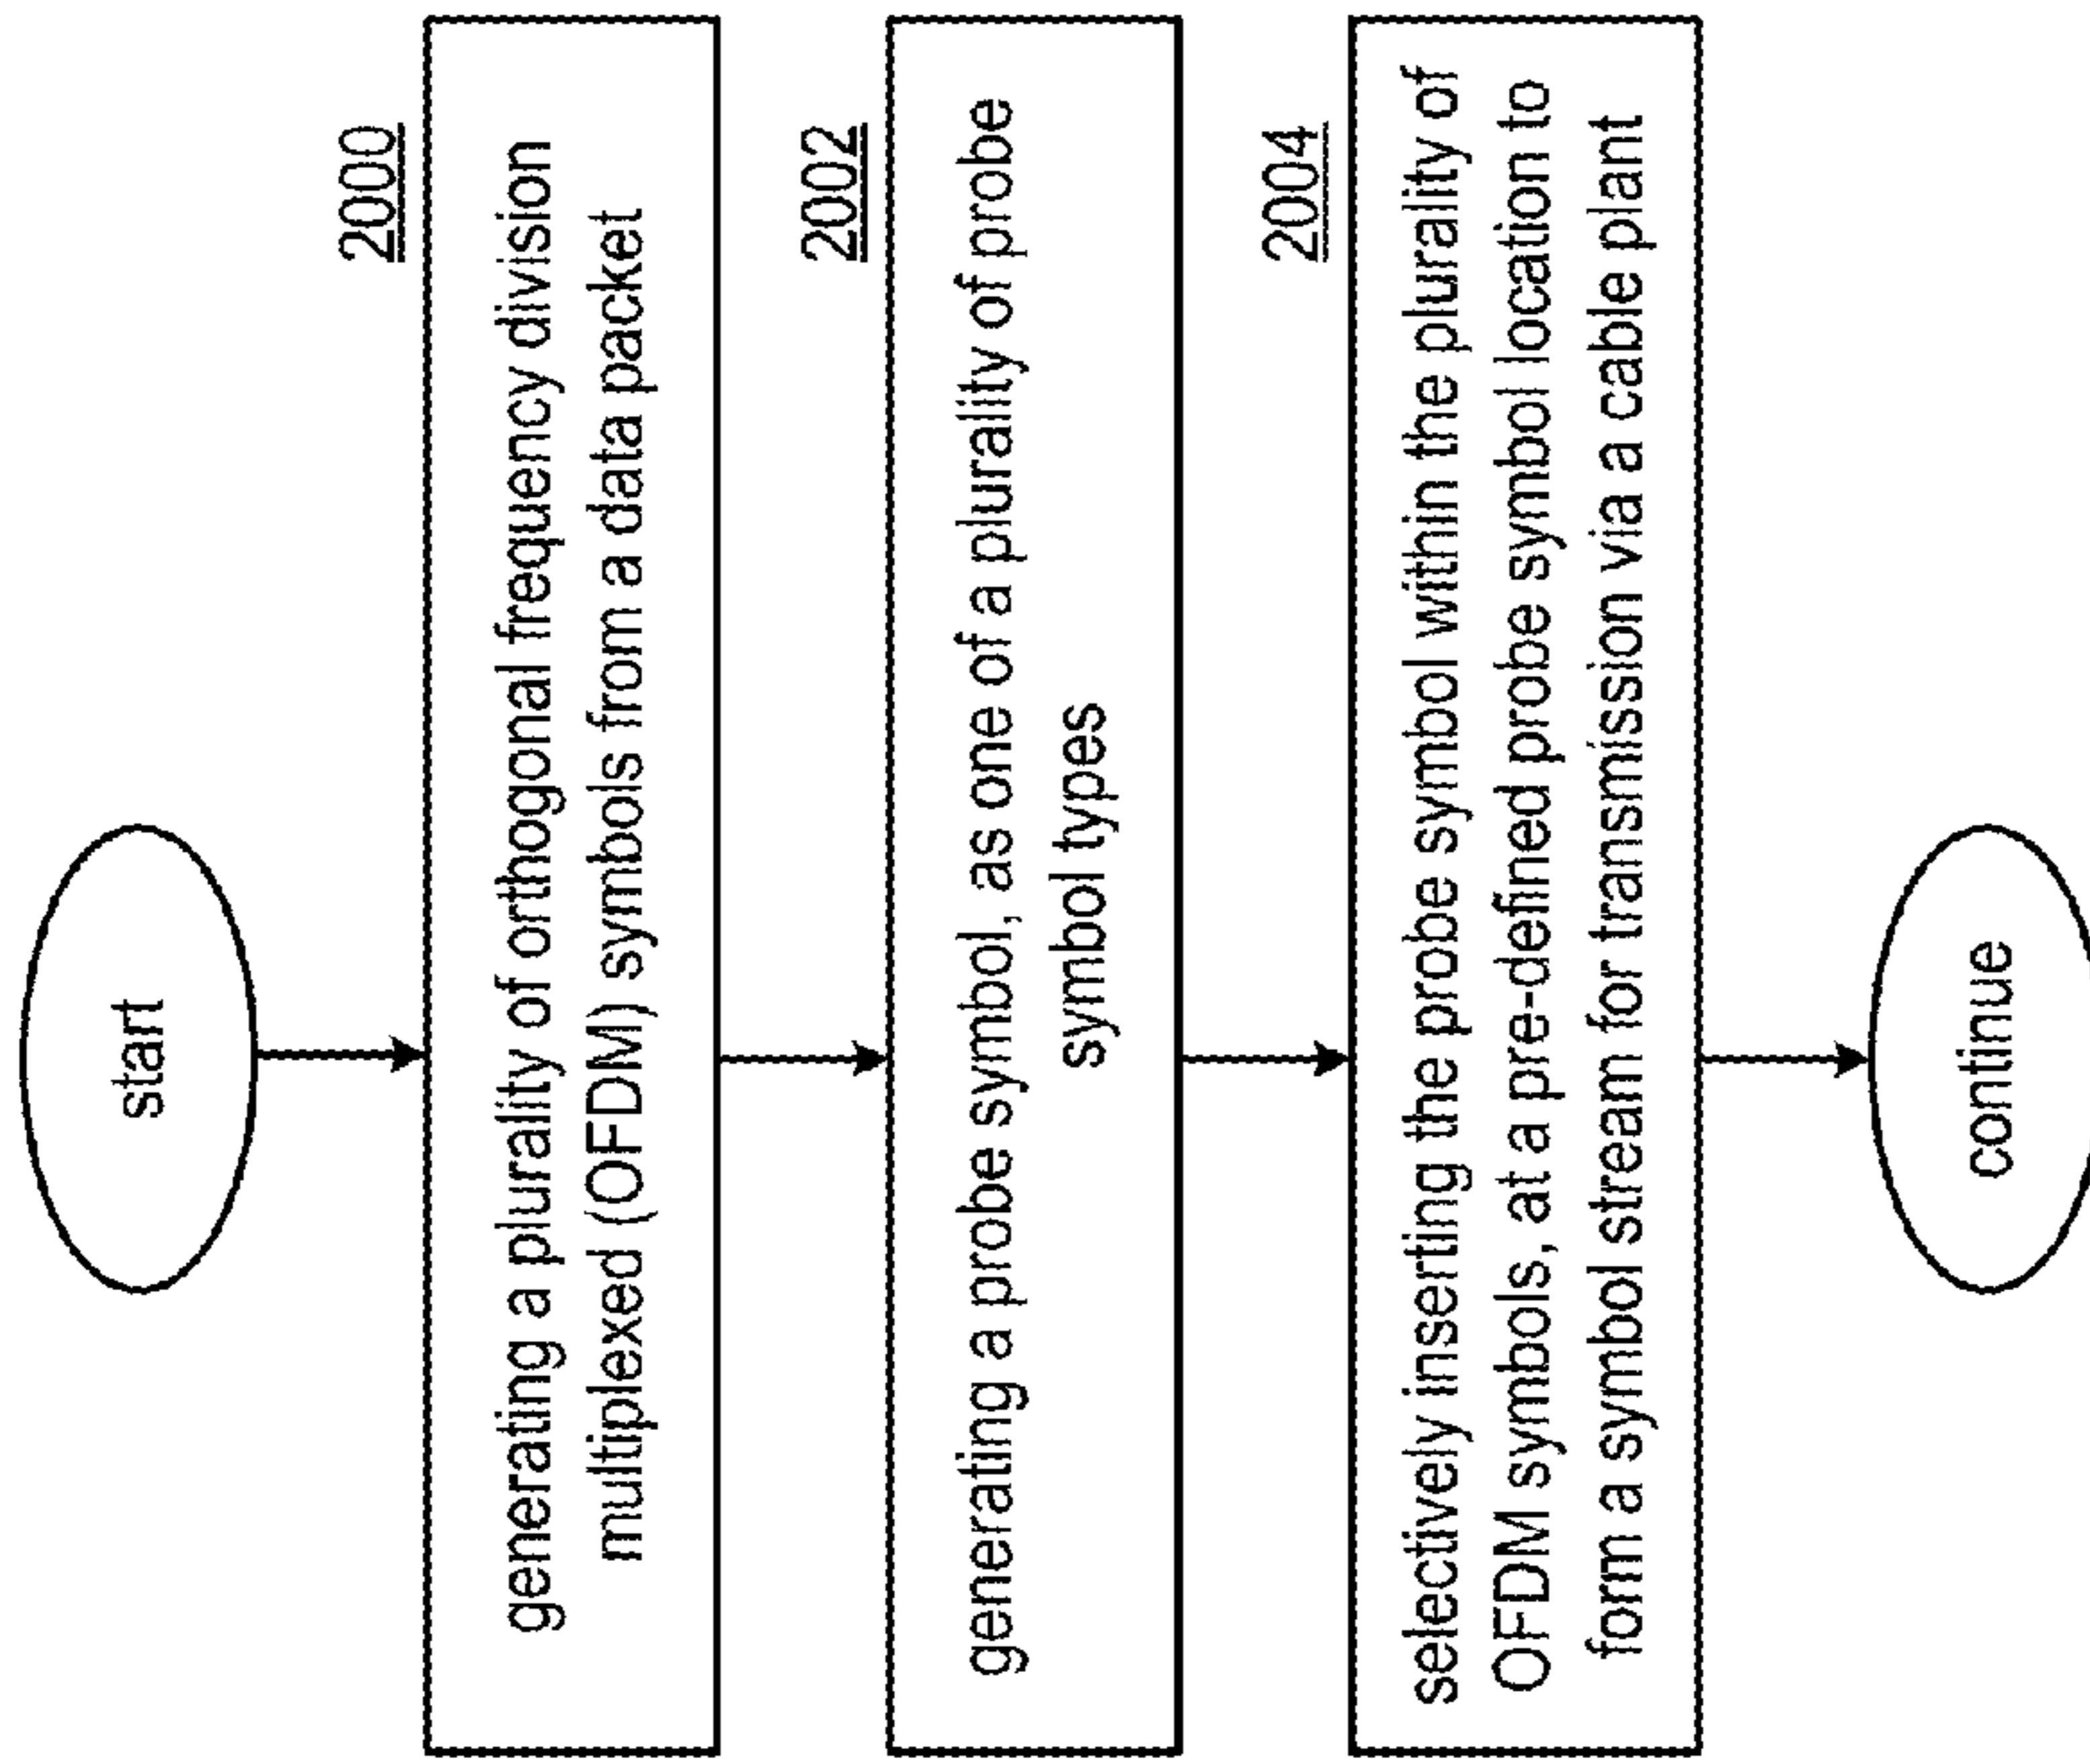 start
2000
generating a plurality of orthogonal frequency division
multiplexed (OFDM) symbols from a data packet
2002
generating a probe symbol, as one of a plurality of probe
symbol types
2004
selectively inserting the probe symbol within the plurality of
OFDM symbols, at a pre-defined probe symbol location to
form a symbol stream for transmission via a cable plant
continue